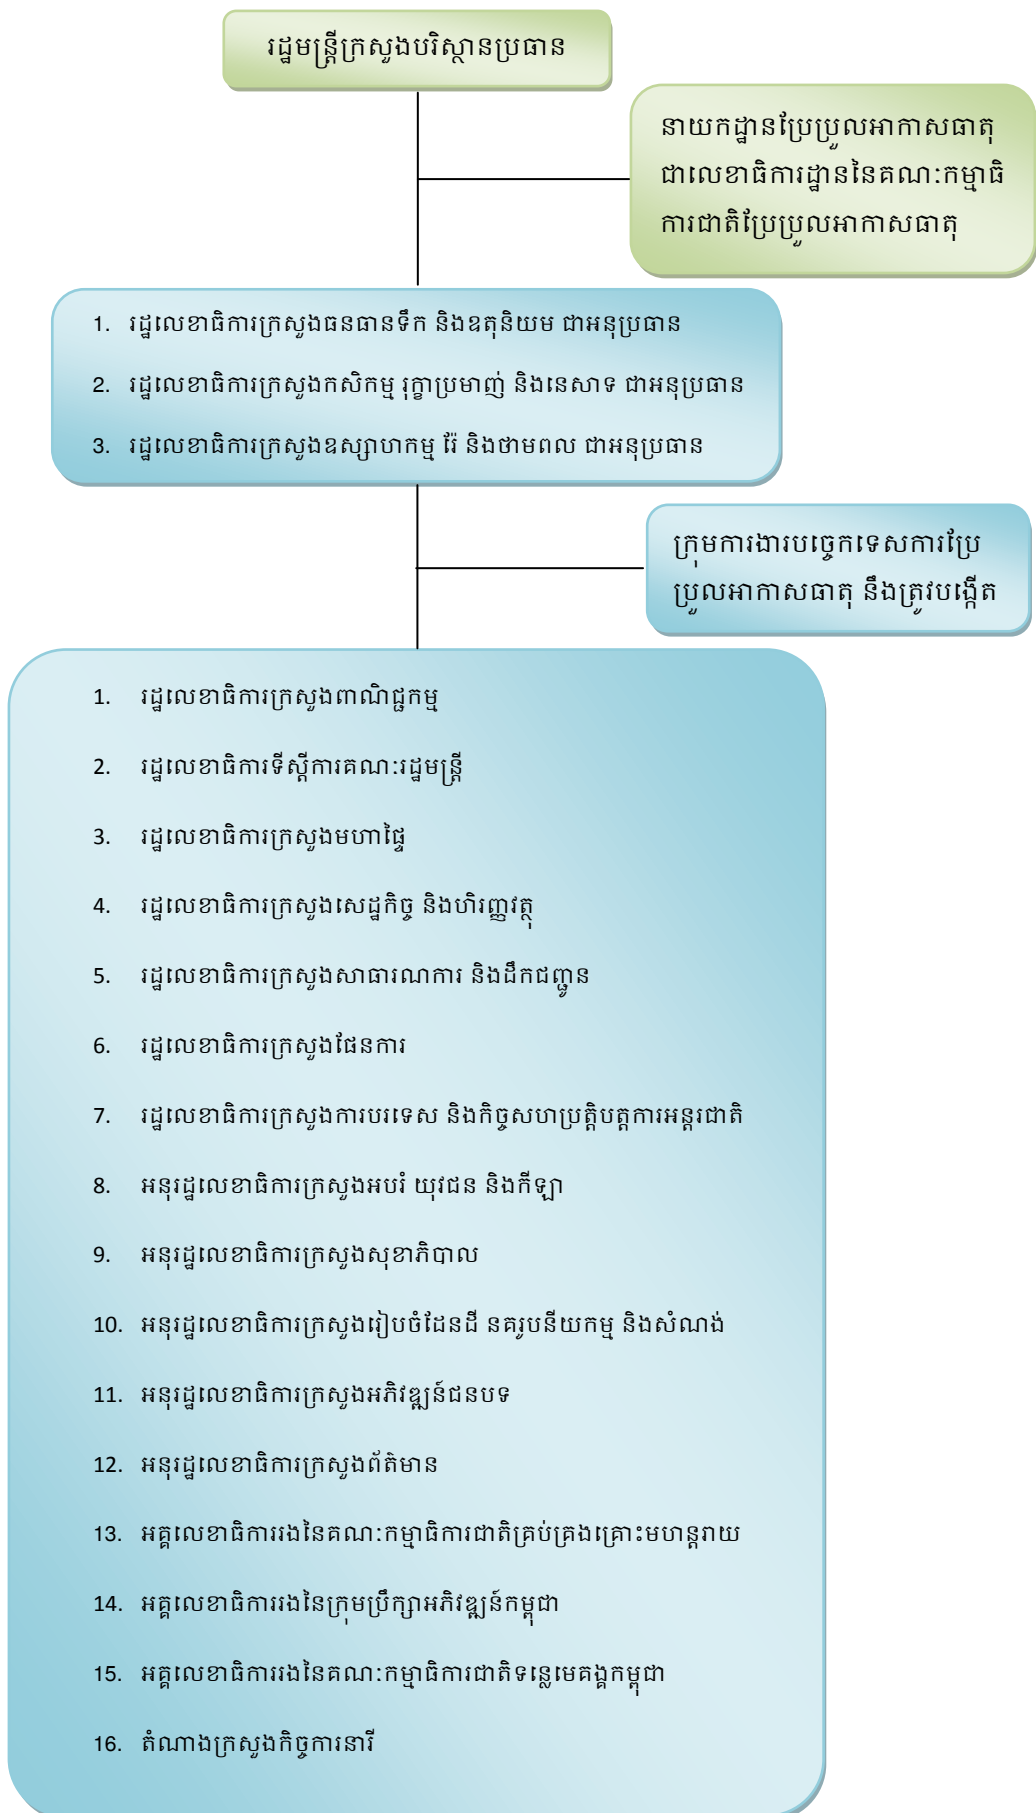 រដ្ឋមន្ត្រីក្រសួងបរិស្ថានប្រធាន
នាយកដ្ឋានប្រែប្រួលអាកាសធាតុ
ជាលេខាធិការដ្ឋាននៃគណៈកម្មាធិ
ការជាតិប្រែប្រួលអាកាសធាតុ
1. រដ្ឋលេខាធិការក្រសួងធនធានទឹក និងឧតុនិយម ជាអនុប្រធាន
2. រដ្ឋលេខាធិការក្រសួងកសិកម្ម រុក្ខាប្រមាញ់ និងនេសាទ ជាអនុប្រធាន
3. រដ្ឋលេខាធិការក្រសួងឧស្សាហកម្ម រ៉ែ និងថាមពល ជាអនុប្រធាន
ក្រុមការងារបច្ចេកទេសការប្រែ
ប្រួលអាកាសធាតុ នឹងត្រូវបង្កើត
1. រដ្ឋលេខាធិការក្រសួងពាណិជ្ជកម្ម
2. រដ្ឋលេខាធិការទីស្តីការគណៈរដ្ឋមន្ត្រី
3. រដ្ឋលេខាធិការក្រសួងមហាផ្ទៃ
4. រដ្ឋលេខាធិការក្រសួងសេដ្ឋកិច្ច និងហិរញ្ញវត្ថុ
5. រដ្ឋលេខាធិការក្រសួងសាធារណការ និងដឹកជញ្ជូន
6. រដ្ឋលេខាធិការក្រសួងផែនការ
7. រដ្ឋលេខាធិការក្រសួងការបរទេស និងកិច្ចសហប្រត្តិបត្តការអន្តរជាតិ
8. អនុរដ្ឋលេខាធិការក្រសួងអបរំ យុវជន និងកីឡា
9. អនុរដ្ឋលេខាធិការក្រសួងសុខាភិបាល
10. អនុរដ្ឋលេខាធិការក្រសួងរៀបចំដែនដី នគរូបនីយកម្ម និងសំណង់
11. អនុរដ្ឋលេខាធិការក្រសួងអភិវឌ្ឍន៍ជនបទ
12. អនុរដ្ឋលេខាធិការក្រសួងព័ត៌មាន
13. អគ្គលេខាធិការរងនៃគណៈកម្មាធិការជាតិគ្រប់គ្រងគ្រោះមហន្តរាយ
14. អគ្គលេខាធិការរងនៃក្រុមប្រឹក្សាអភិវឌ្ឍន៍កម្ពុជា
15. អគ្គលេខាធិការរងនៃគណៈកម្មាធិការជាតិទន្លេមេគង្គកម្ពុជា
16. តំណាងក្រសួងកិច្ចការនារី